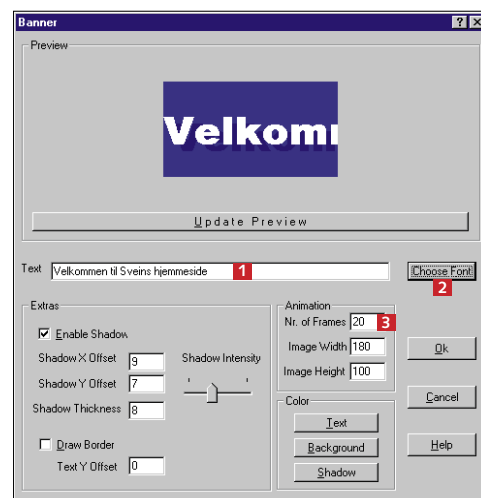 Banner
Preview
Velkomm
Update Preview
Text Velkommen til Sveins hjemmeside 1
Choose Font
2
Extras
Enable Shadow
Shadow X Offset 9
Shadow Y Offset 7
Shadow Thickness 8
Shadow Intensity
Draw Border
Text Y Offset 0
Animation
Nr. of Frames 20 3
Image Width 180
Image Height 100
Color
Text
Background
Shadow
Ok
Cancel
Help